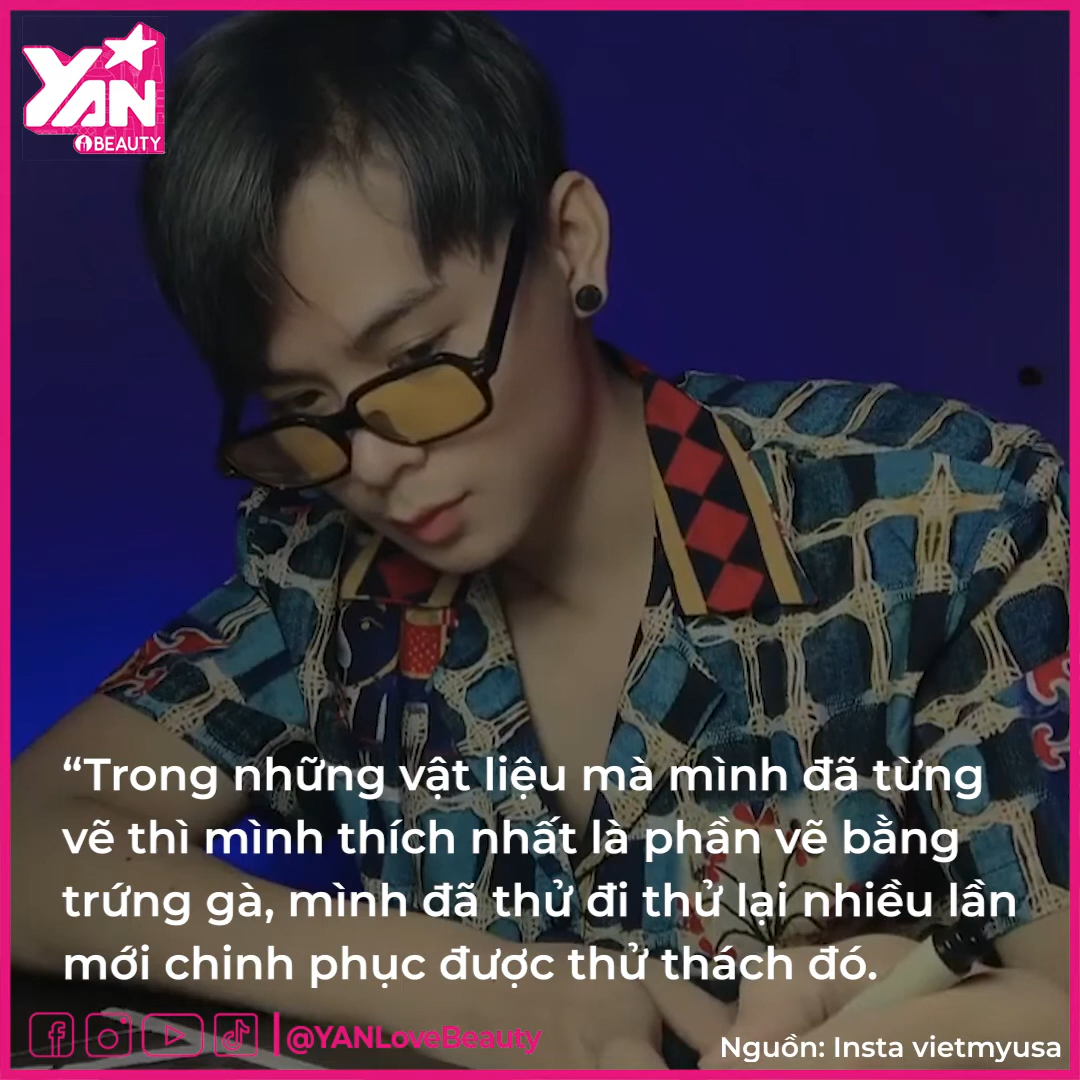 YAN
BEAUTY
“Trong những vật liệu mà mình đã từng
vẽ thì mình thích nhất là phần vẽ bằng
trứng gà, mình đã thử đi thử lại nhiều lần
mới chinh phục được thử thách đó.
@YANLoveBeauty
Nguồn: Insta vietmyusa